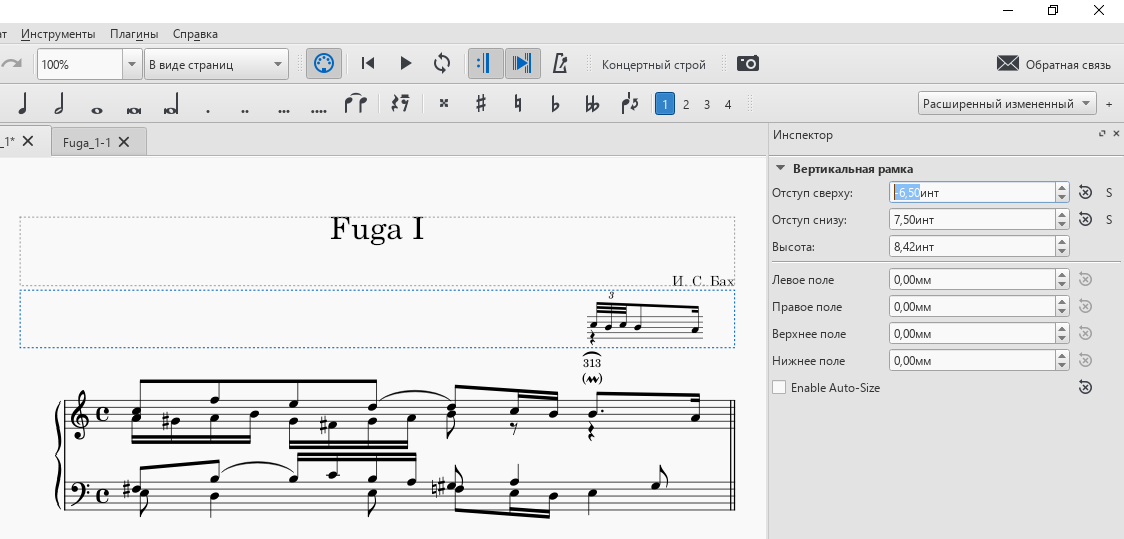 ат Инструменты Плагины Справка
100% В виде страниц Концертный строй Обратная связь
1 2 3 4 Расширенный измененный +
_1* Fuga_1-1 Инспектор
Вертикальная рамка
Отступ сверху: -6,50инт S
Отступ снизу: 7,50инт S
Высота: 8,42инт
Левое поле 0,00мм
Правое поле 0,00мм
Верхнее поле 0,00мм
Нижнее поле 0,00мм
Enable Auto-Size
Fuga I
И. С. Бах
3
313